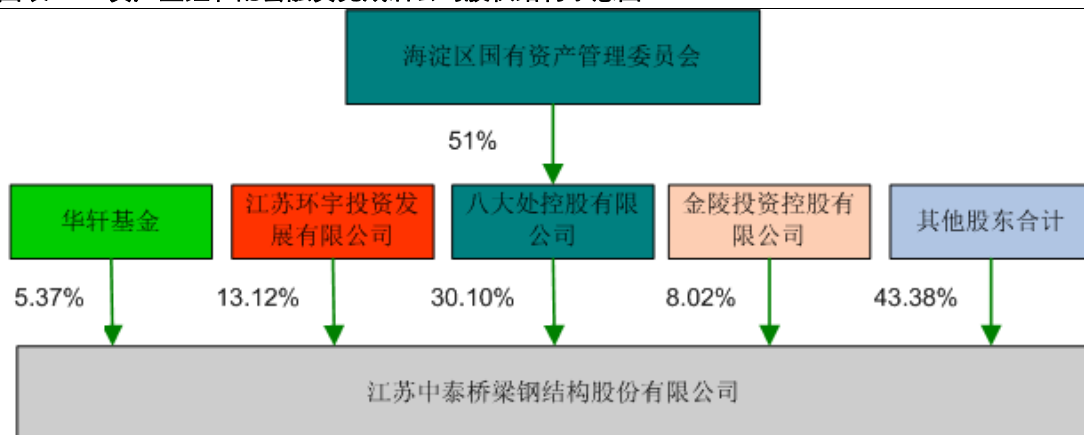 海淀区国有资产管理委员会
51%
华轩基金
江苏环宇投资发
展有限公司
八大处控股有限
公司
金陵投资控股有
限公司
其他股东合计
5.37%
13.12%
30.10%
8.02%
43.38%
江苏中泰桥梁钢结构股份有限公司